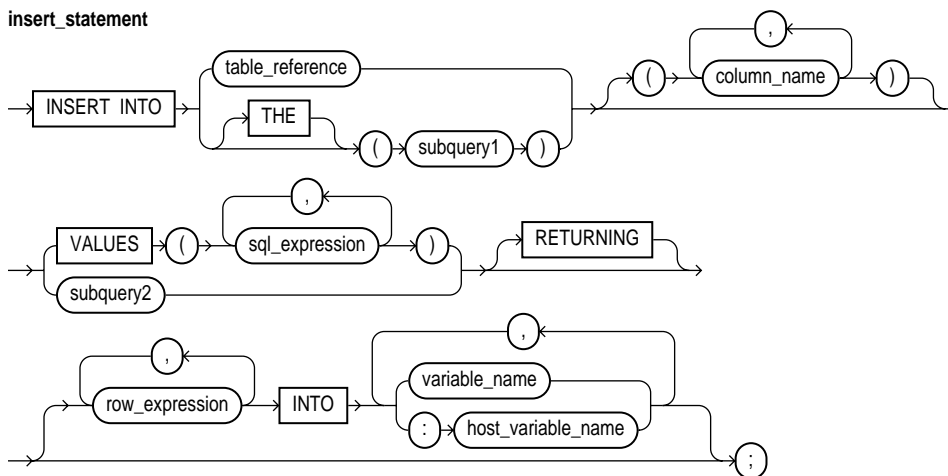 insert_statement
,
table_reference ( column_name )
INSERT INTO THE
( subquery1 )
,
VALUES ( sql_expression ) RETURNING
subquery2
, ,
variable_name
row_expression INTO
: host_variable_name
;